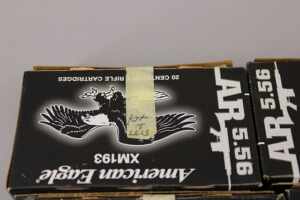 American Eagle
XM193
20 CENTERFIRE RIFLE CARTRIDGES
AR 5.56
AR 5.56